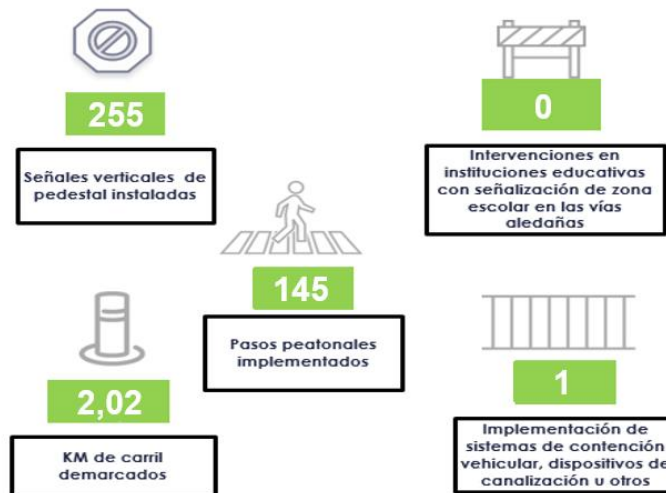 255
Señales verticales de
pedestal instaladas
0
Intervenciones en
instituciones educativas
con señalización de zona
escolar en las vías
aledañas
145
Pasos peatonales
implementados
2,02
KM de carril
demarcados
1
Implementación de
sistemas de contención
vehicular, dispositivos de
canalización u otros